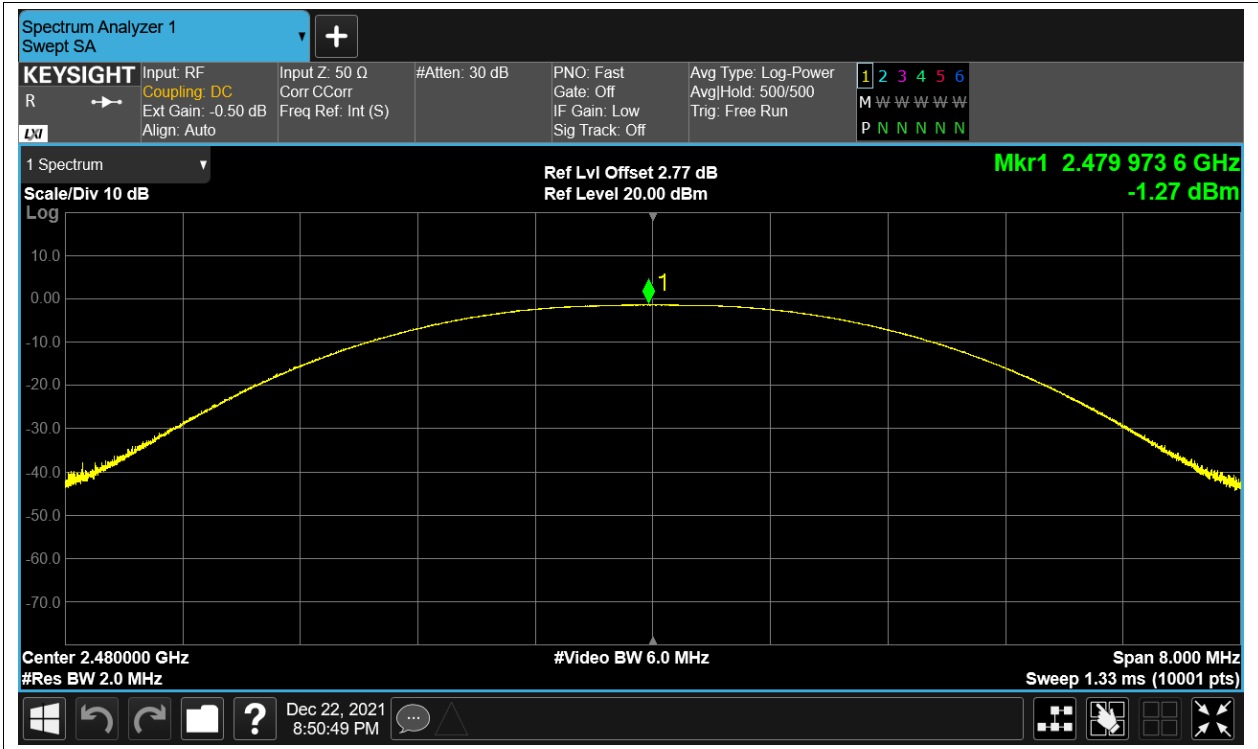 Spectrum Analyzer 1
Swept SA
KEYSIGHT
R
LXI
Input: RF
Coupling: DC
Ext Gain: -0.50 dB
Align: Auto
Input Z: 50 Ω
Corr CCorr
Freq Ref: Int (S)
#Atten: 30 dB
PNO: Fast
Gate: Off
IF Gain: Low
Sig Track: Off
Avg Type: Log-Power
Avg|Hold: 500/500
Trig: Free Run
1 2 3 4 5 6
M W W W W W
P N N N N N
1 Spectrum
Scale/Div 10 dB
Log
Ref Lvl Offset 2.77 dB
Ref Level 20.00 dBm
Mkr1 2.479 973 6 GHz
-1.27 dBm
10.0
0.00
-10.0
-20.0
-30.0
-40.0
-50.0
-60.0
-70.0
1
Center 2.480000 GHz
#Res BW 2.0 MHz
#Video BW 6.0 MHz
Span 8.000 MHz
Sweep 1.33 ms (10001 pts)
?
Dec 22, 2021
8:50:49 PM